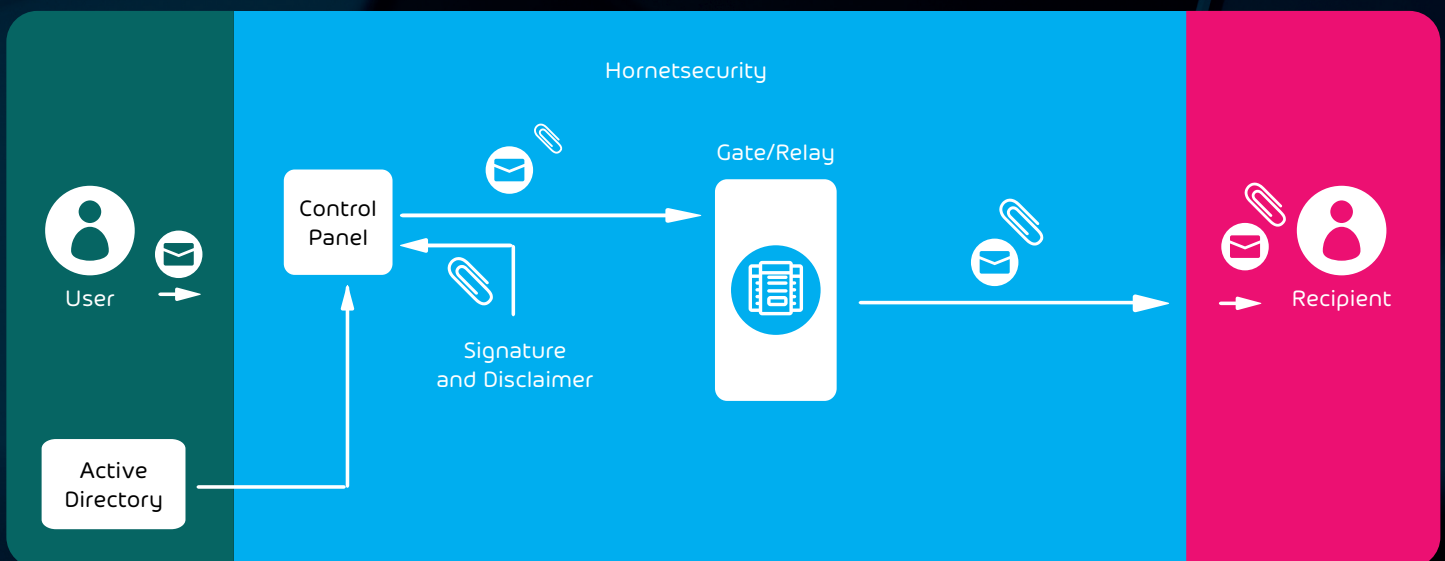 Hornetsecurity
Gate/Relay
Control
Panel
User
Recipient
Signature
and Disclaimer
Active
Directory